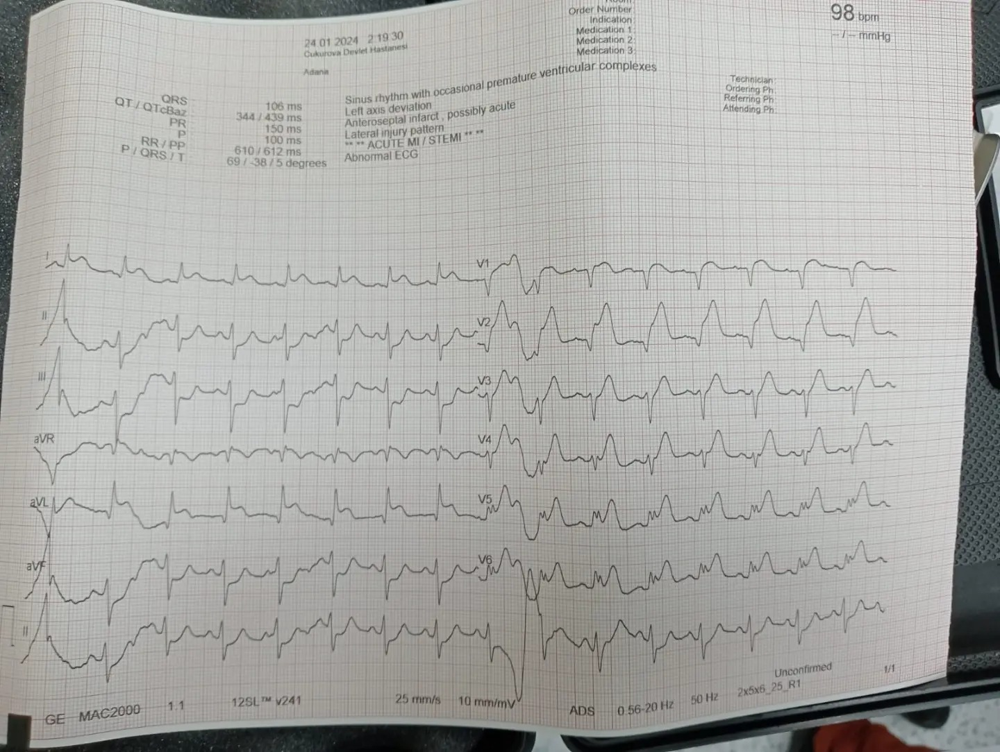 Order Number
Indication
Medication 1:
Medication 2:
Medication 3:
98 bpm
-- / -- mmHg
24.01.2024 2:19:30
Cukurova Devlet Hastanesi
Adana
QRS 106 ms
QT / QTcBaz 344 / 439 ms
PR 150 ms
P 100 ms
RR / PP 610 / 612 ms
P / QRS / T 69 / -38 / 5 degrees
Sinus rhythm with occasional premature ventricular complexes
Left axis deviation
Anteroseptal infarct , possibly acute
Lateral injury pattern
** ** ACUTE MI / STEMI ** **
Abnormal ECG
Technician:
Ordering Ph:
Referring Ph:
Attending Ph:
I
V1
II
V2
III
V3
aVR
V4
aVL
V5
aVF
V6
II
Unconfirmed
GE MAC2000 1.1 12SL™ v241 25 mm/s 10 mm/mV ADS 0.56-20 Hz 50 Hz 2x5x6_25_R1 1/1